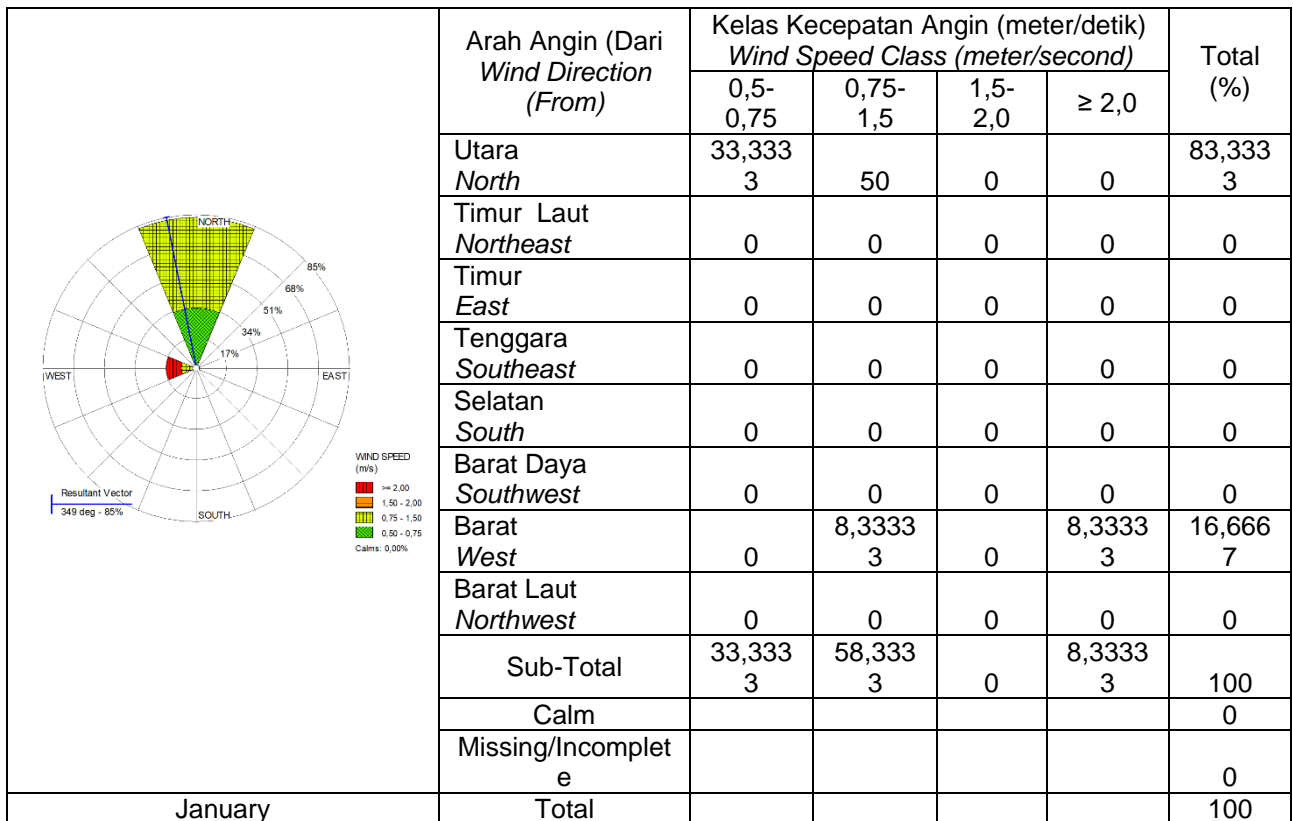 Arah Angin (Dari
Wind Direction
(From)
Kelas Kecepatan Angin (meter/detik)
Wind Speed Class (meter/second)
Total
(%)
0,5-
0,75
0,75-
1,5
1,5-
2,0
≥ 2,0
Utara
North
33,333
3
50
0
0
83,333
3
Timur Laut
Northeast
0
0
0
0
0
Timur
East
0
0
0
0
0
Tenggara
Southeast
0
0
0
0
0
Selatan
South
0
0
0
0
0
Barat Daya
Southwest
0
0
0
0
0
Barat
West
0
8,3333
3
0
8,3333
3
16,666
7
Barat Laut
Northwest
0
0
0
0
0
Sub-Total
33,333
3
58,333
3
0
8,3333
3
100
Calm
0
Missing/Incomplet
e
0
January
Total
100
NORTH
85%
68%
51%
34%
17%
WEST
EAST
SOUTH
WIND SPEED
(m/s)
>= 2,00
1,50 - 2,00
0,75 - 1,50
0,50 - 0,75
Calms: 0,00%
Resultant Vector
349 deg - 85%